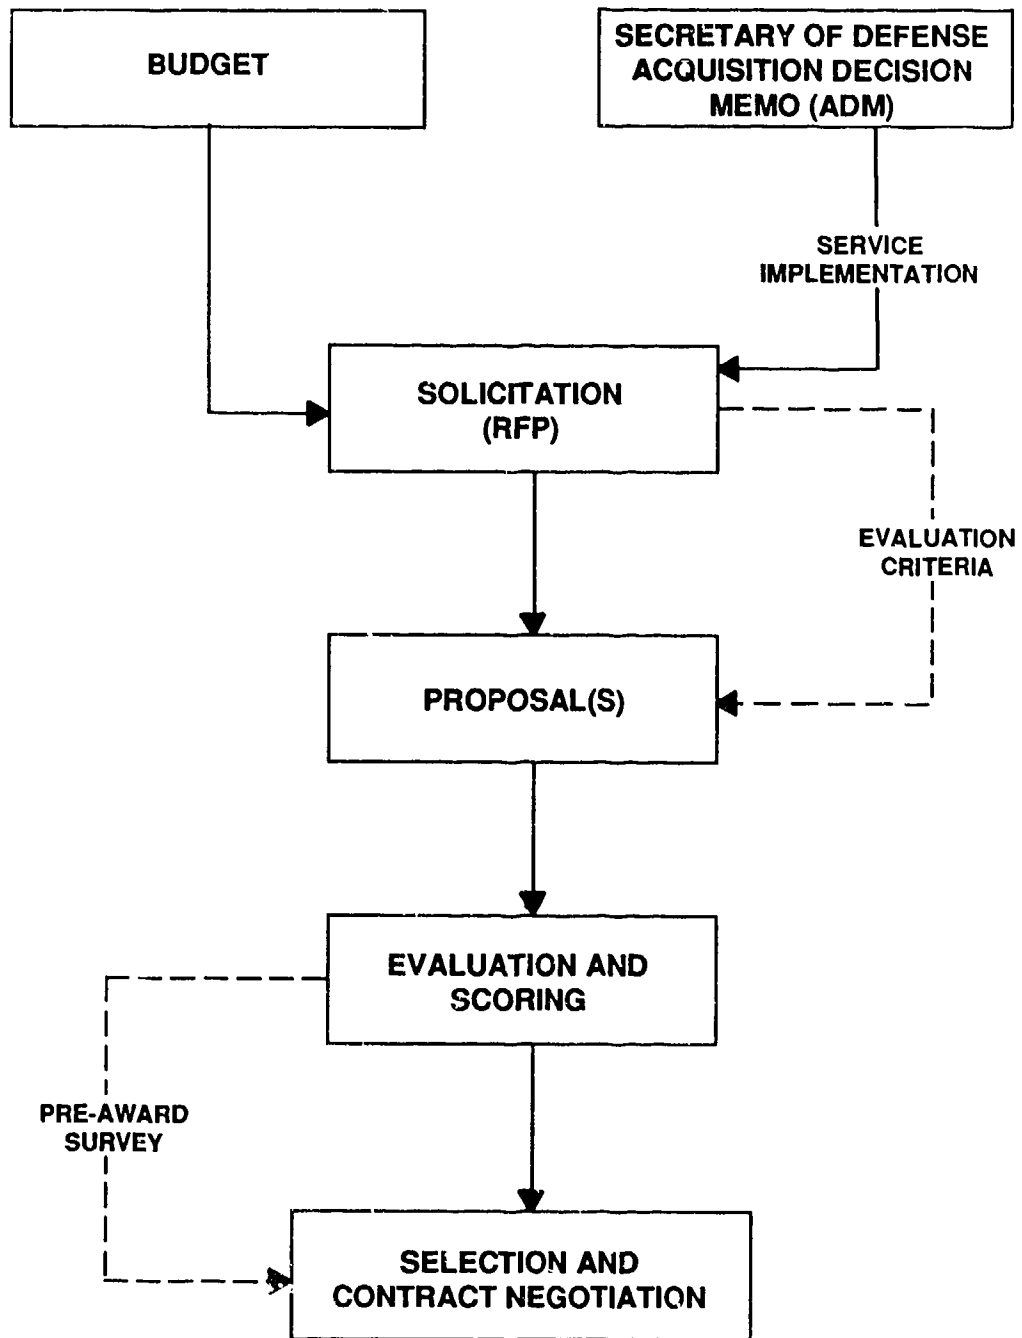 BUDGET
SECRETARY OF DEFENSE
ACQUISITION DECISION
MEMO (ADM)
SERVICE
IMPLEMENTATION
SOLICITATION
(RFP)
EVALUATION
CRITERIA
PROPOSAL(S)
EVALUATION AND
SCORING
PRE-AWARD
SURVEY
SELECTION AND
CONTRACT NEGOTIATION